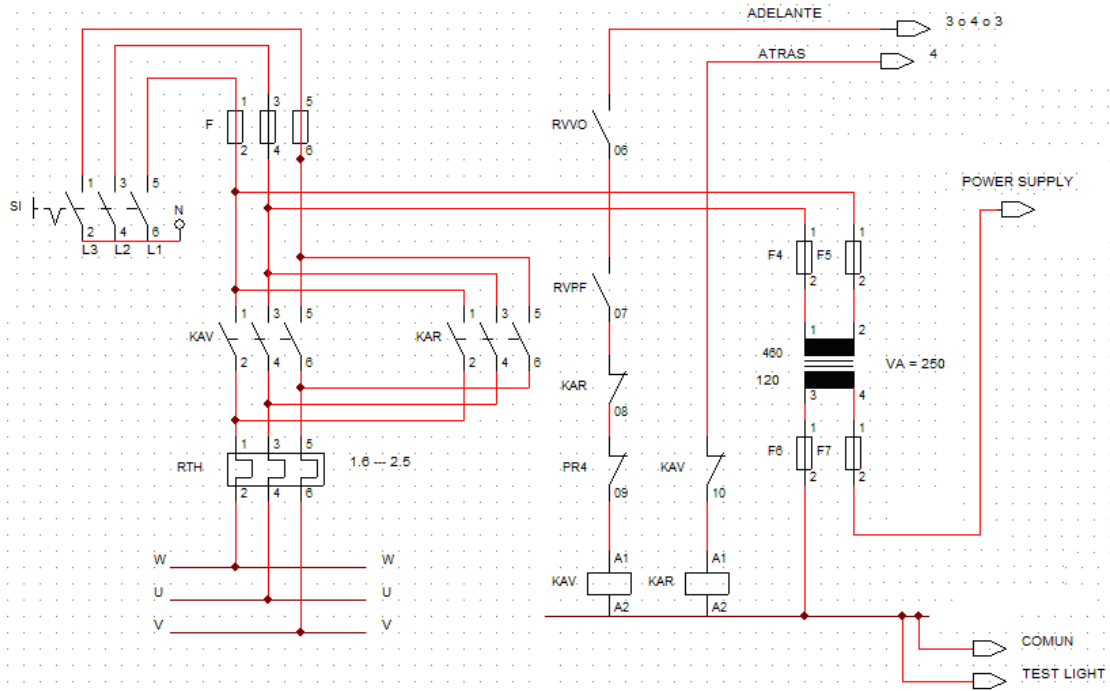 ADELANTE
3 o 4 o 3
ATRAS
4
1 3 5
F
2 4 6
RVVO
06
1 3 5
SI
N
2 4 6
L3 L2 L1
POWER SUPPLY
1 1
F4 F5
2 2
RVPF
07
1 3 5
KAV
2 4 6
1 3 5
KAR
2 4 6
1 2
460
VA = 250
120
3 4
KAR
08
1 3 5
RTH
1.6 --- 2.5
2 4 6
PR4
09
KAV
10
1 1
F6 F7
2 2
W W
U U
V V
A1 A1
KAV KAR
A2 A2
COMUN
TEST LIGHT